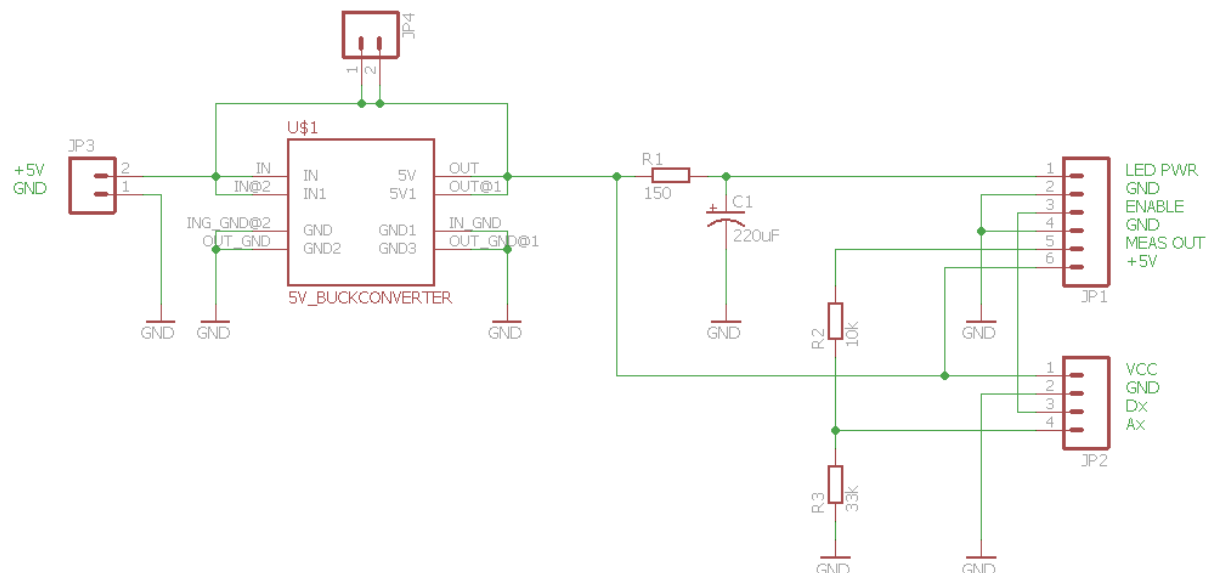 JP4
1
2
U$1
JP3
+5V
GND
2
1
IN
IN@2
ING_GND@2
OUT_GND
IN
IN1
GND
GND2
5V
5V1
GND1
GND3
OUT
OUT@1
IN_GND
OUT_GND@1
5V_BUCKCONVERTER
GND
GND
GND
R1
150
C1
+
220uF
GND
R2
10k
R3
33k
GND
1
2
3
4
5
6
LED PWR
GND
ENABLE
GND
MEAS OUT
+5V
JP1
GND
1
2
3
4
VCC
GND
Dx
Ax
JP2
GND